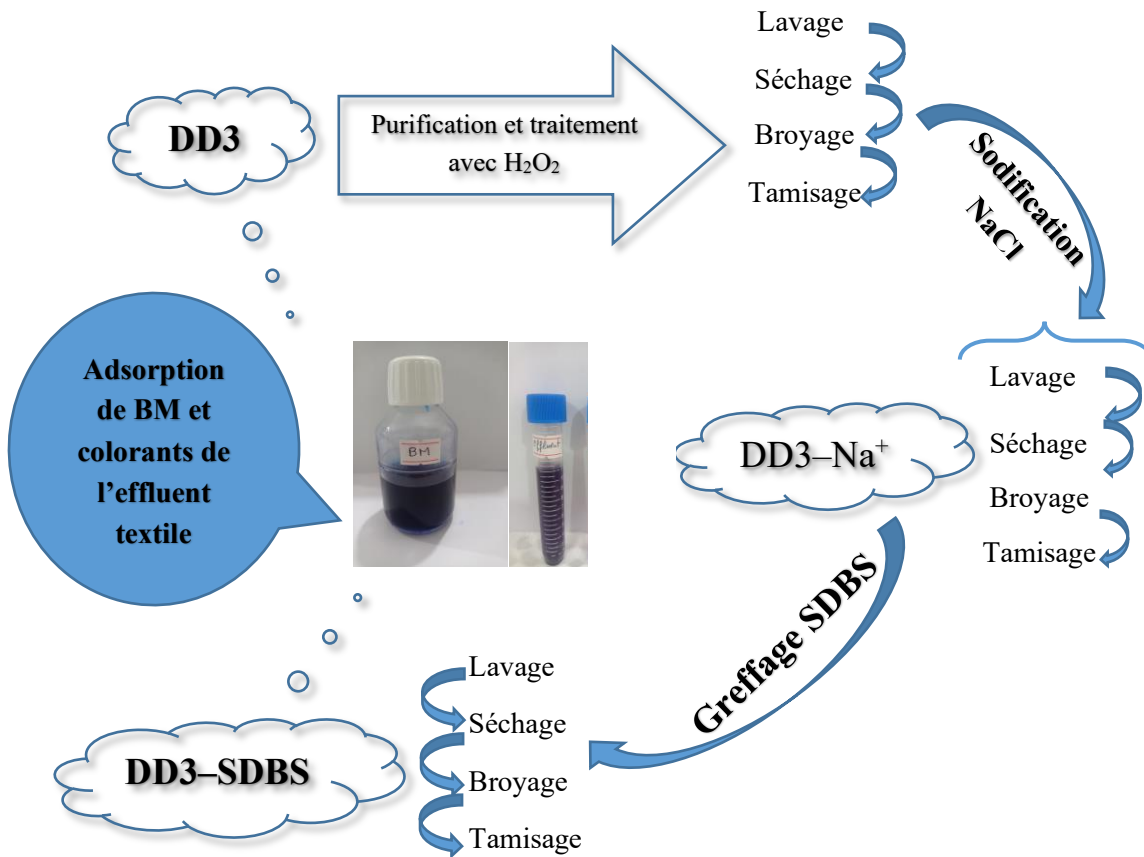 DD3
Purification et traitement
avec H₂O₂
Lavage
Séchage
Broyage
Tamisage
Sodification
NaCl
Lavage
Séchage
Broyage
Tamisage
DD3–Na⁺
Adsorption
de BM et
colorants de
l’effluent
textile
BM
Greffage SDBS
Lavage
Séchage
Broyage
Tamisage
DD3–SDBS